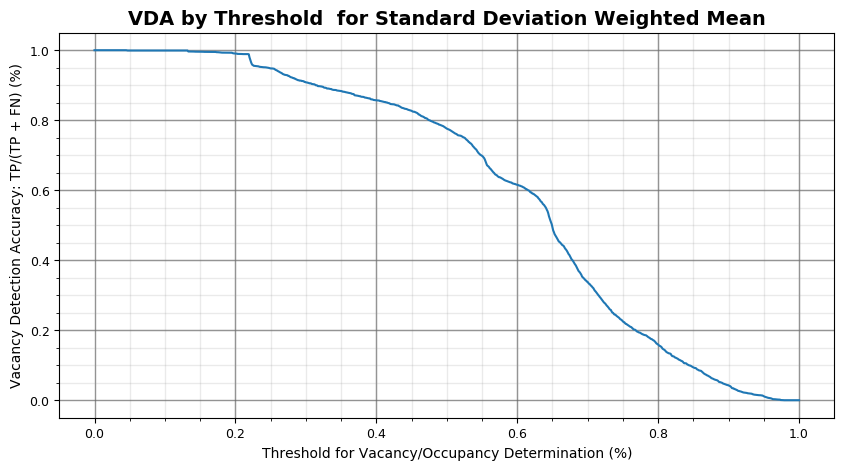 VDA by Threshold  for Standard Deviation Weighted Mean
Vacancy Detection Accuracy: TP/(TP + FN) (%)
1.0
0.8
0.6
0.4
0.2
0.0
0.0 0.2 0.4 0.6 0.8 1.0
Threshold for Vacancy/Occupancy Determination (%)